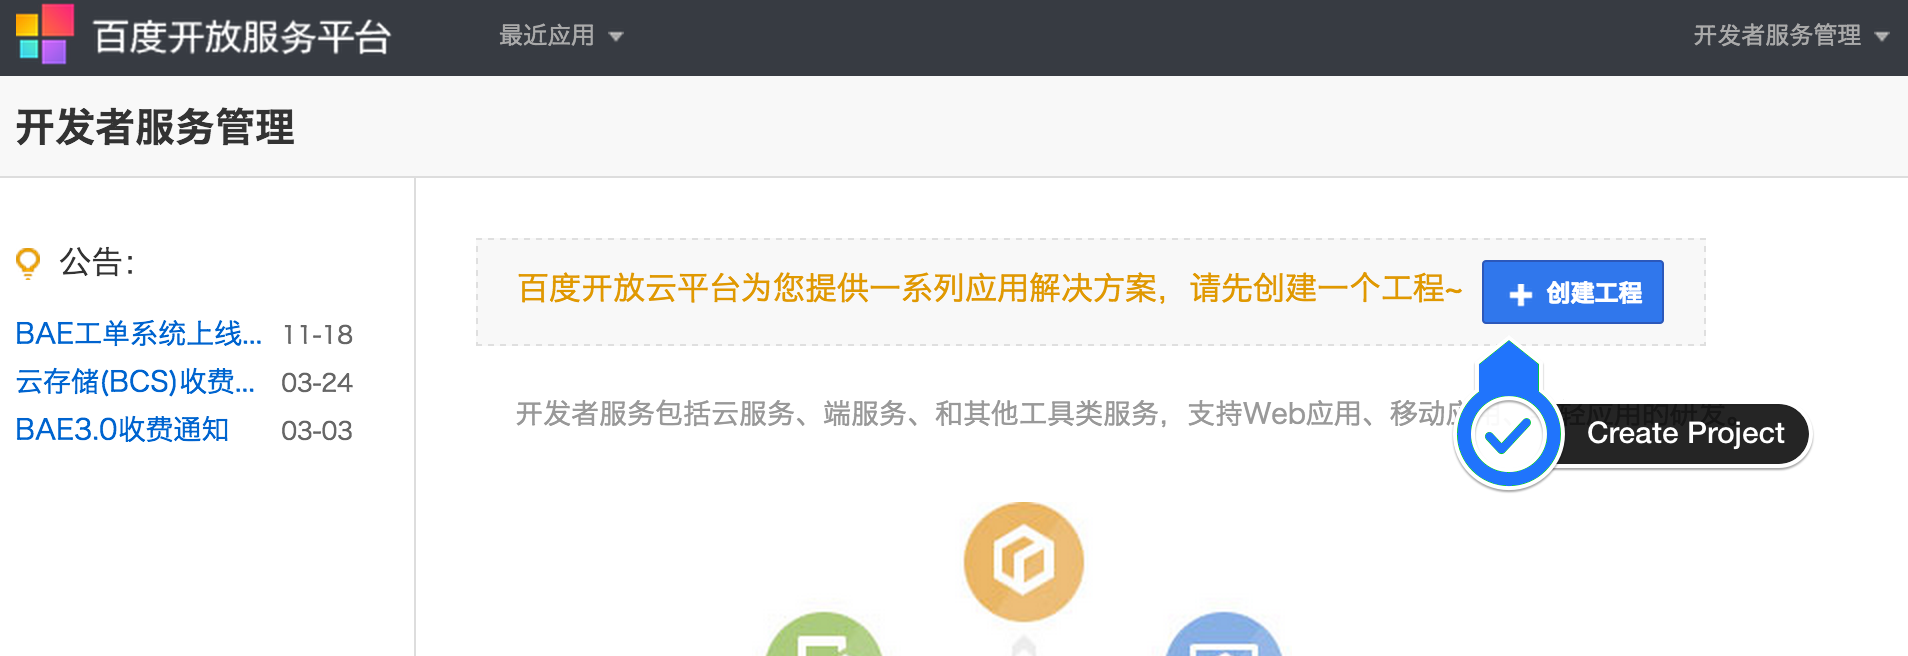 百度开放服务平台
最近应用
开发者服务管理
开发者服务管理
公告：
BAE工单系统上线... 11-18
云存储(BCS)收费... 03-24
BAE3.0收费通知 03-03
百度开放云平台为您提供一系列应用解决方案，请先创建一个工程~
创建工程
开发者服务包括云服务、端服务、和其他工具类服务，支持Web应用、移动应 轻应用的研发。
Create Project